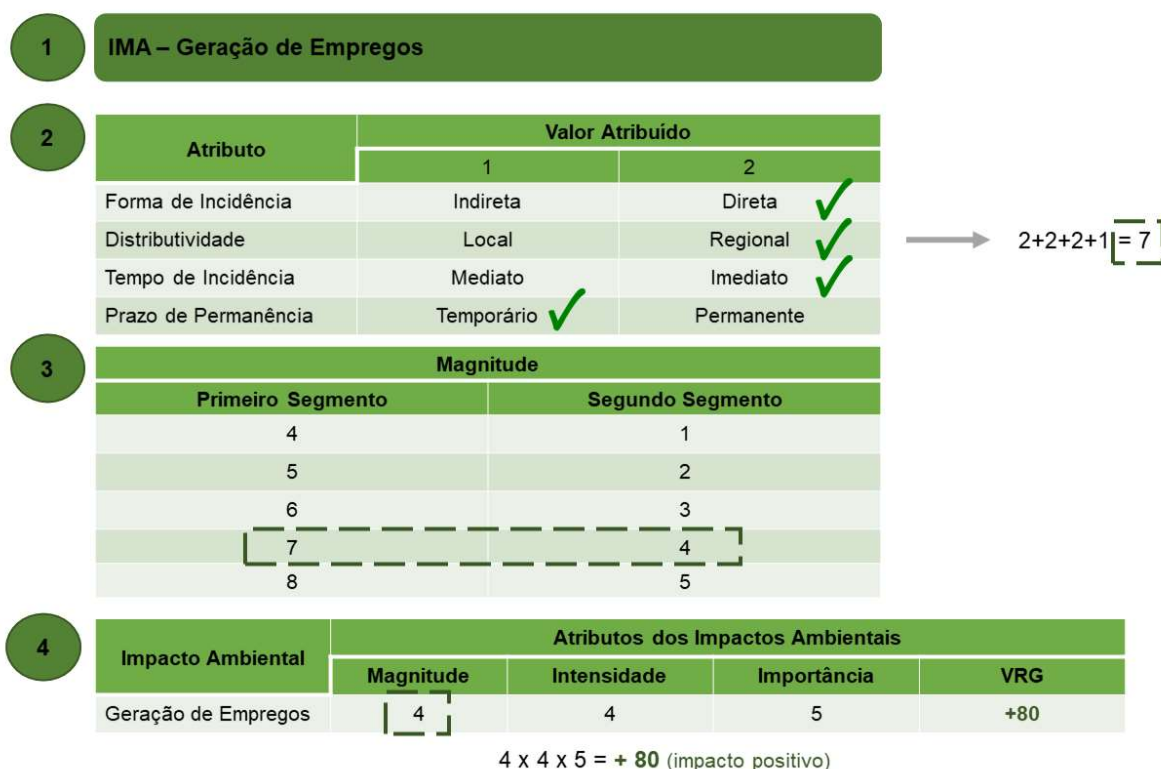 1
IMA – Geração de Empregos
2
Atributo
Valor Atribuído
1 2
Forma de Incidência Indireta Direta
Distributividade Local Regional
Tempo de Incidência Mediato Imediato
Prazo de Permanência Temporário Permanente
2+2+2+1 = 7
3
Magnitude
Primeiro Segmento Segundo Segmento
4 1
5 2
6 3
7 4
8 5
4
Impacto Ambiental
Atributos dos Impactos Ambientais
Magnitude Intensidade Importância VRG
Geração de Empregos 4 4 5 +80
4 x 4 x 5 = + 80 (impacto positivo)